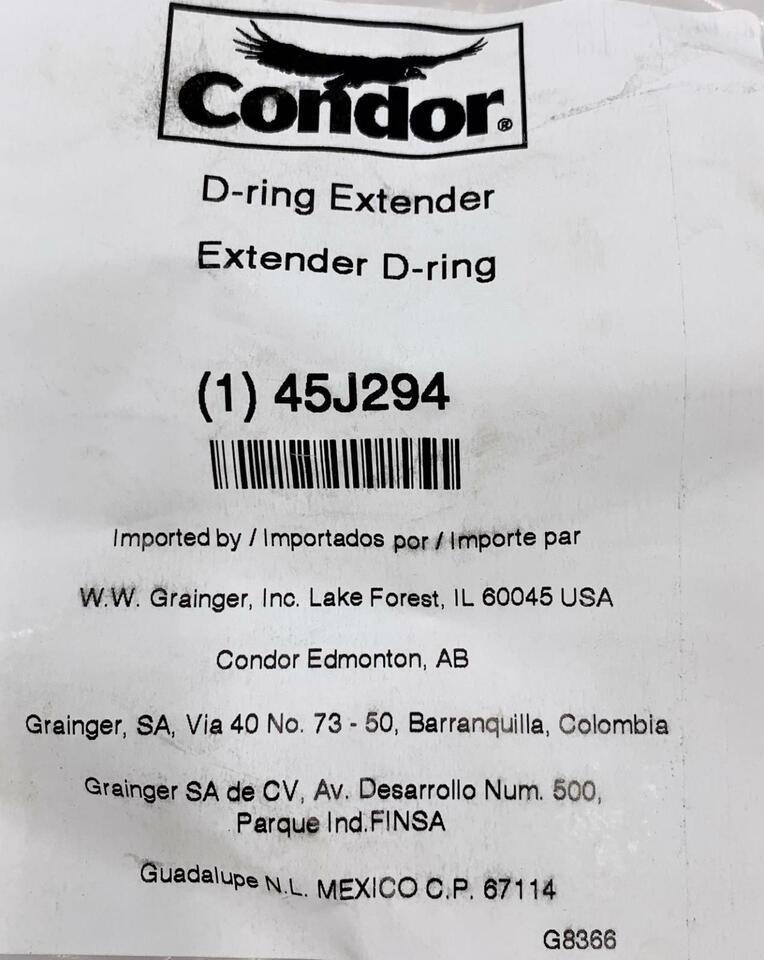 Condor®
D-ring Extender
Extender D-ring
(1) 45J294
Imported by / Importados por / Importe par
W.W. Grainger, Inc. Lake Forest, IL 60045 USA
Condor Edmonton, AB
Grainger, SA, Via 40 No. 73 - 50, Barranquilla, Colombia
Grainger SA de CV, Av. Desarrollo Num. 500,
Parque Ind.FINSA
Guadalupe N.L. MEXICO C.P. 67114
G8366